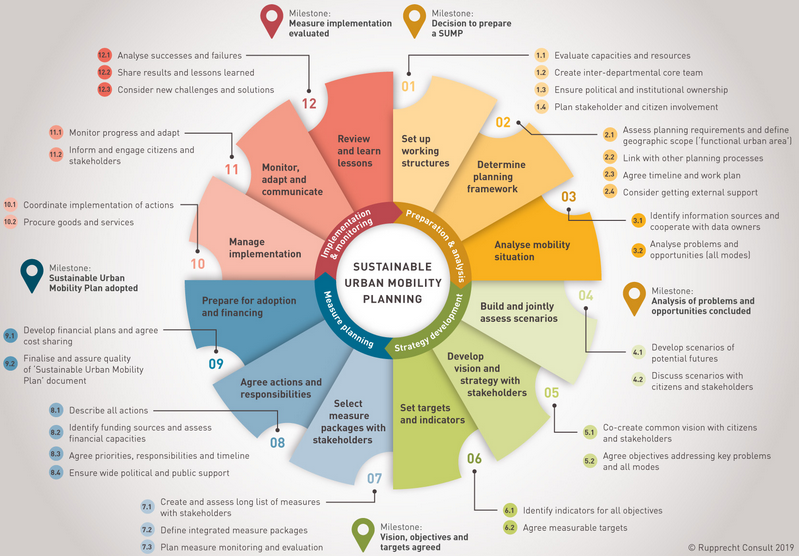 Milestone:
Measure implementation
evaluated
Milestone:
Decision to prepare
a SUMP
12.1 Analyse successes and failures
12.2 Share results and lessons learned
12.3 Consider new challenges and solutions
12
Review
and learn
lessons
01
Set up
working
structures
1.1 Evaluate capacities and resources
1.2 Create inter-departmental core team
1.3 Ensure political and institutional ownership
1.4 Plan stakeholder and citizen involvement
02
Determine
planning
framework
2.1 Assess planning requirements and define
geographic scope ('functional urban area')
2.2 Link with other planning processes
2.3 Agree timeline and work plan
2.4 Consider getting external support
03
Analyse mobility
situation
3.1 Identify information sources and
cooperate with data owners
3.2 Analyse problems and
opportunities (all modes)
Milestone:
Analysis of problems and
opportunities concluded
04
Build and jointly
assess scenarios
4.1 Develop scenarios of
potential futures
4.2 Discuss scenarios with
citizens and stakeholders
05
Develop
vision and
strategy with
stakeholders
5.1 Co-create common vision with citizens
and stakeholders
5.2 Agree objectives addressing key problems
and all modes
06
Set targets
and indicators
6.1 Identify indicators for all objectives
6.2 Agree measurable targets
Milestone:
Vision, objectives and
targets agreed
07
Select
measure
packages with
stakeholders
7.1 Create and assess long list of measures
with stakeholders
7.2 Define integrated measure packages
7.3 Plan measure monitoring and evaluation
08
Agree actions and
responsibilities
8.1 Describe all actions
8.2 Identify funding sources and assess
financial capacities
8.3 Agree priorities, responsibilities and timeline
8.4 Ensure wide political and public support
09
Prepare for adoption
and financing
9.1 Develop financial plans and agree
cost sharing
9.2 Finalise and assure quality
of 'Sustainable Urban Mobility
Plan' document
Milestone:
Sustainable Urban
Mobility Plan adopted
10
Manage
implementation
10.1 Coordinate implementation of actions
10.2 Procure goods and services
11
Monitor,
adapt and
communicate
11.1 Monitor progress and adapt
11.2 Inform and engage citizens and
stakeholders
Implementation
& monitoring
Preparation & analysis
Strategy development
Measure planning
SUSTAINABLE
URBAN MOBILITY
PLANNING
© Rupprecht Consult 2019